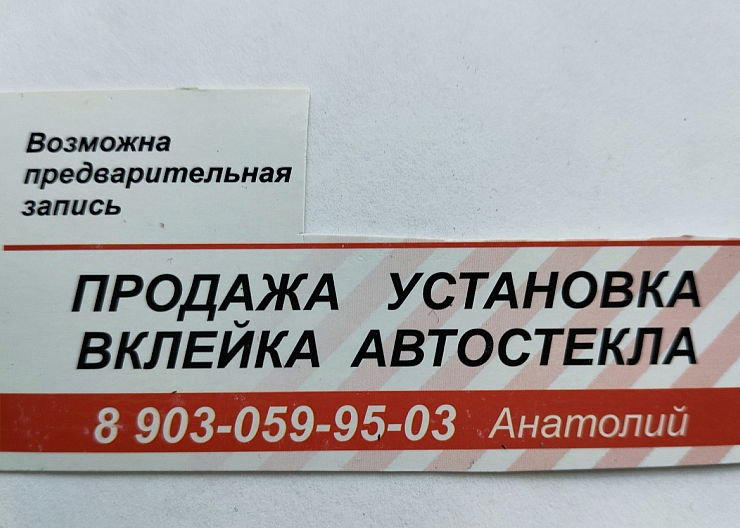 Возможна
предварительная
запись
ПРОДАЖА УСТАНОВКА
ВКЛЕЙКА АВТОСТЕКЛА
8 903-059-95-03 Анатолий